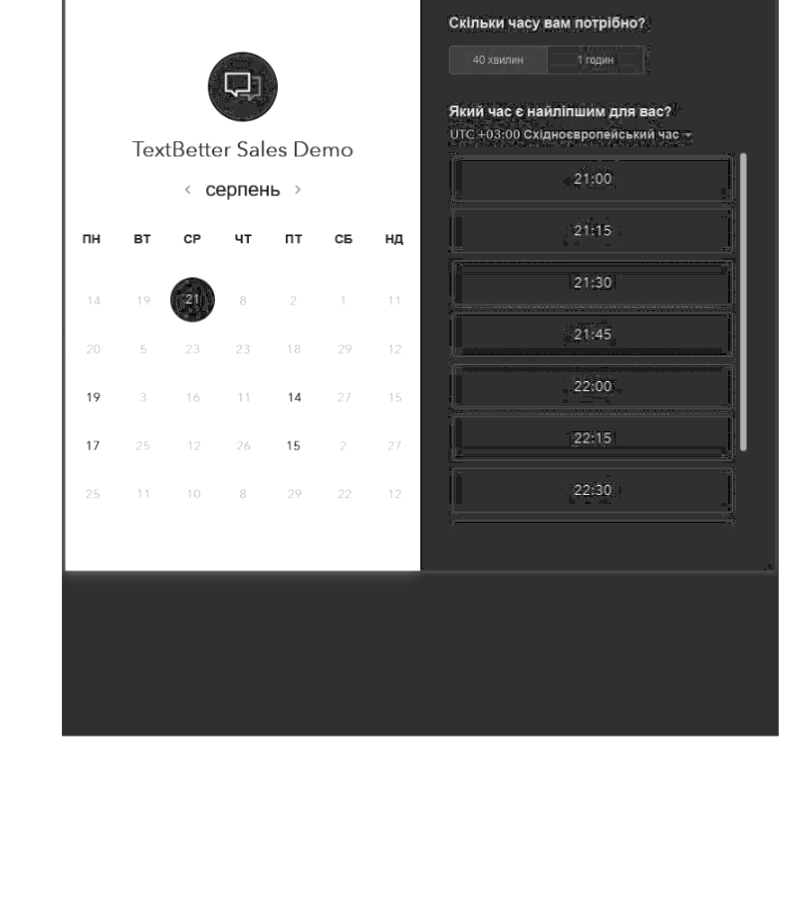 TextBetter Sales Demo
серпень
ПН ВТ СР ЧТ ПТ СБ НД
14 19 21 8 2 1 11
20 5 23 23 18 29 12
19 3 16 11 14 27 15
17 25 12 26 15 2 27
25 11 10 8 29 22 12
Скільки часу вам потрібно?
40 хвилин 1 годин
Який час є найліпшим для вас?
UTC +03:00 Східноєвропейський час
21:00
21:15
21:30
21:45
22:00
22:15
22:30